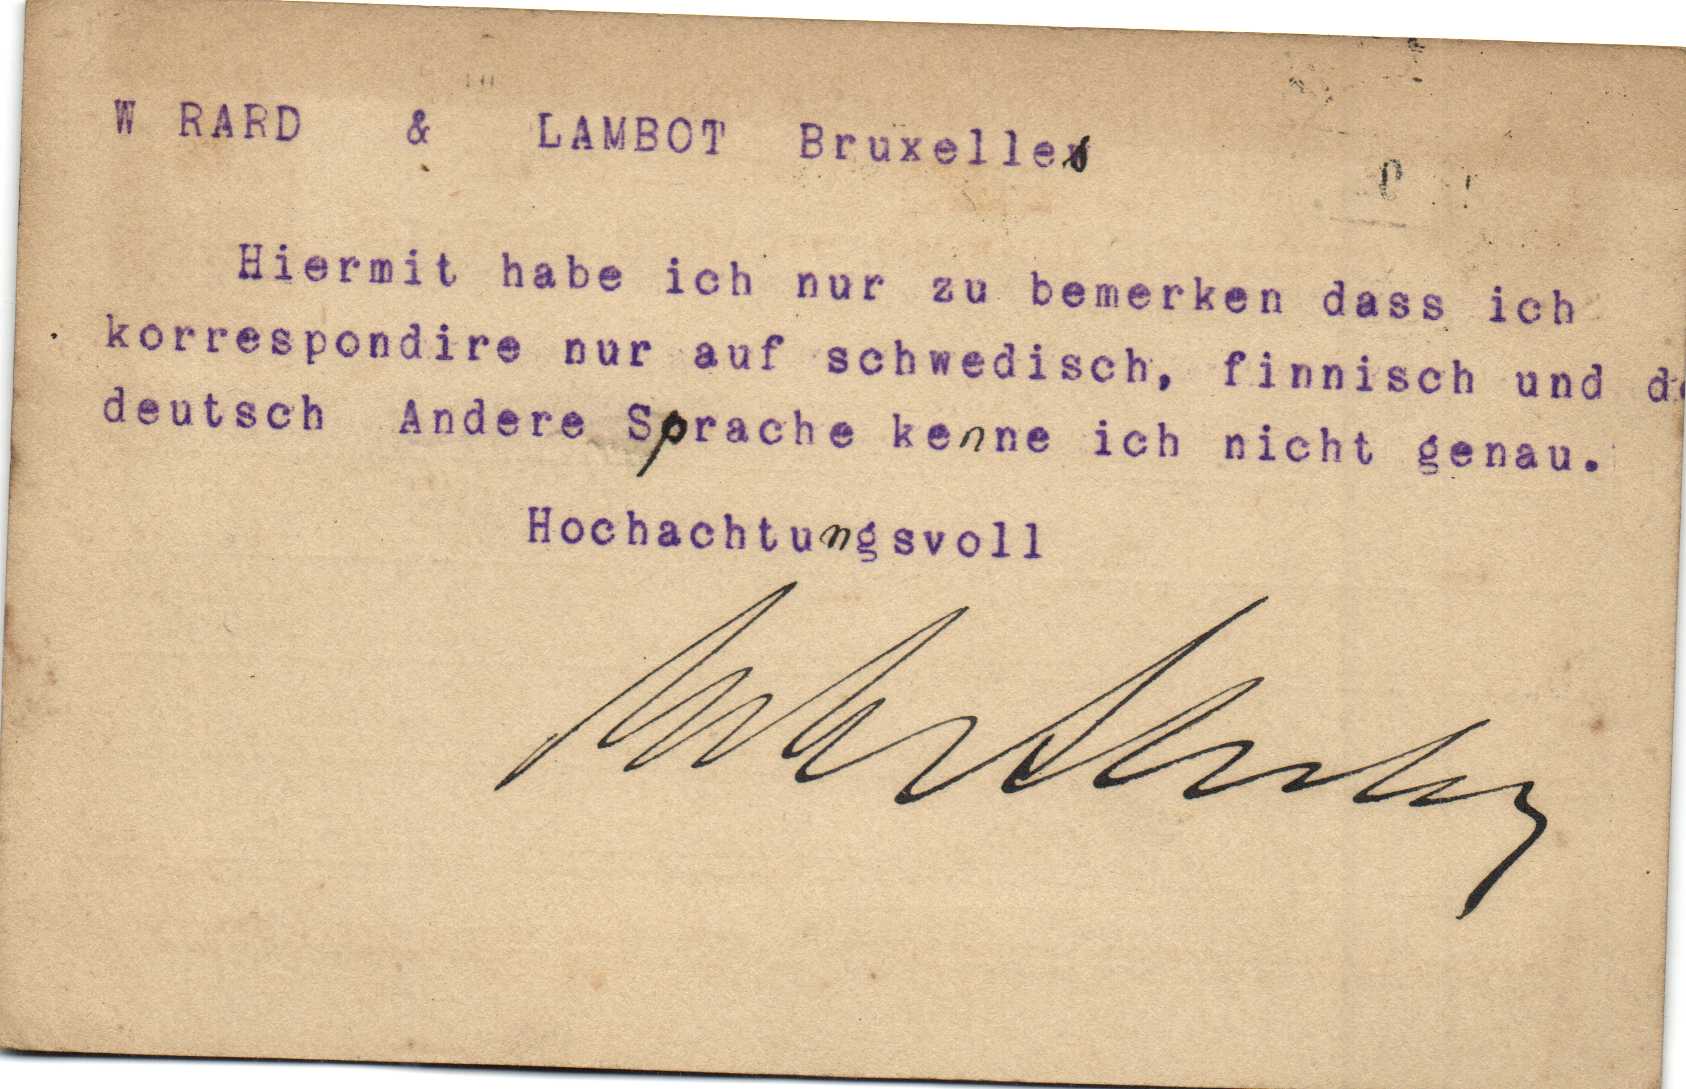 W RARD & LAMBOT Bruxelles
Hiermit habe ich nur zu bemerken dass ich
korrespondire nur auf schwedisch, finnisch und de
deutsch Andere Sprache kenne ich nicht genau.
Hochachtungsvoll